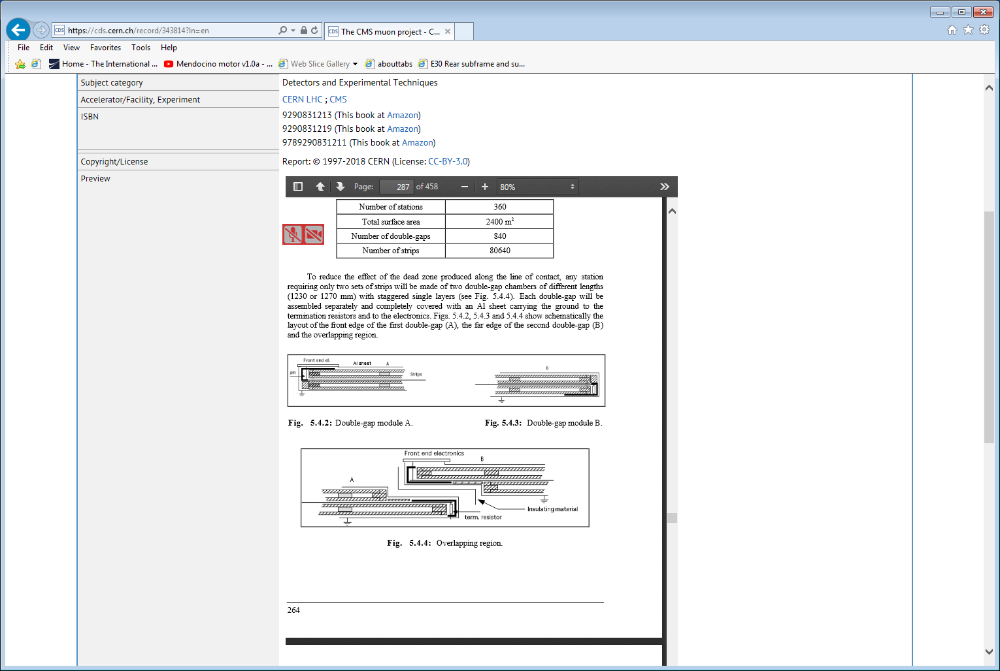 https://cds.cern.ch/record/343814?ln=en
CDS The CMS muon project - C...
File Edit View Favorites Tools Help
Home - The International ... Mendocino motor v1.0a - ... Web Slice Gallery abouttabs E30 Rear subframe and su...
Subject category Detectors and Experimental Techniques
Accelerator/Facility, Experiment CERN LHC ; CMS
ISBN 9290831213 (This book at Amazon)
9290831219 (This book at Amazon)
9789290831211 (This book at Amazon)
Copyright/License Report: © 1997-2018 CERN (License: CC-BY-3.0)
Preview
Page: 287 of 458 80%
Number of stations 360
Total surface area 2400 m²
Number of double-gaps 840
Number of strips 80640
To reduce the effect of the dead zone produced along the line of contact, any station
requiring only two sets of strips will be made of two double-gap chambers of different lengths
(1230 or 1270 mm) with staggered single layers (see Fig. 5.4.4). Each double-gap will be
assembled separately and completely covered with an Al sheet carrying the ground to the
termination resistors and to the electronics. Figs. 5.4.2, 5.4.3 and 5.4.4 show schematically the
layout of the front edge of the first double-gap (A), the far edge of the second double-gap (B)
and the overlapping region.
Front end el. Al sheet A
pin Strips
B
Fig. 5.4.2: Double-gap module A. Fig. 5.4.3: Double-gap module B.
Front end electronics
B
A
Insulating material
term. resistor
Fig. 5.4.4: Overlapping region.
264